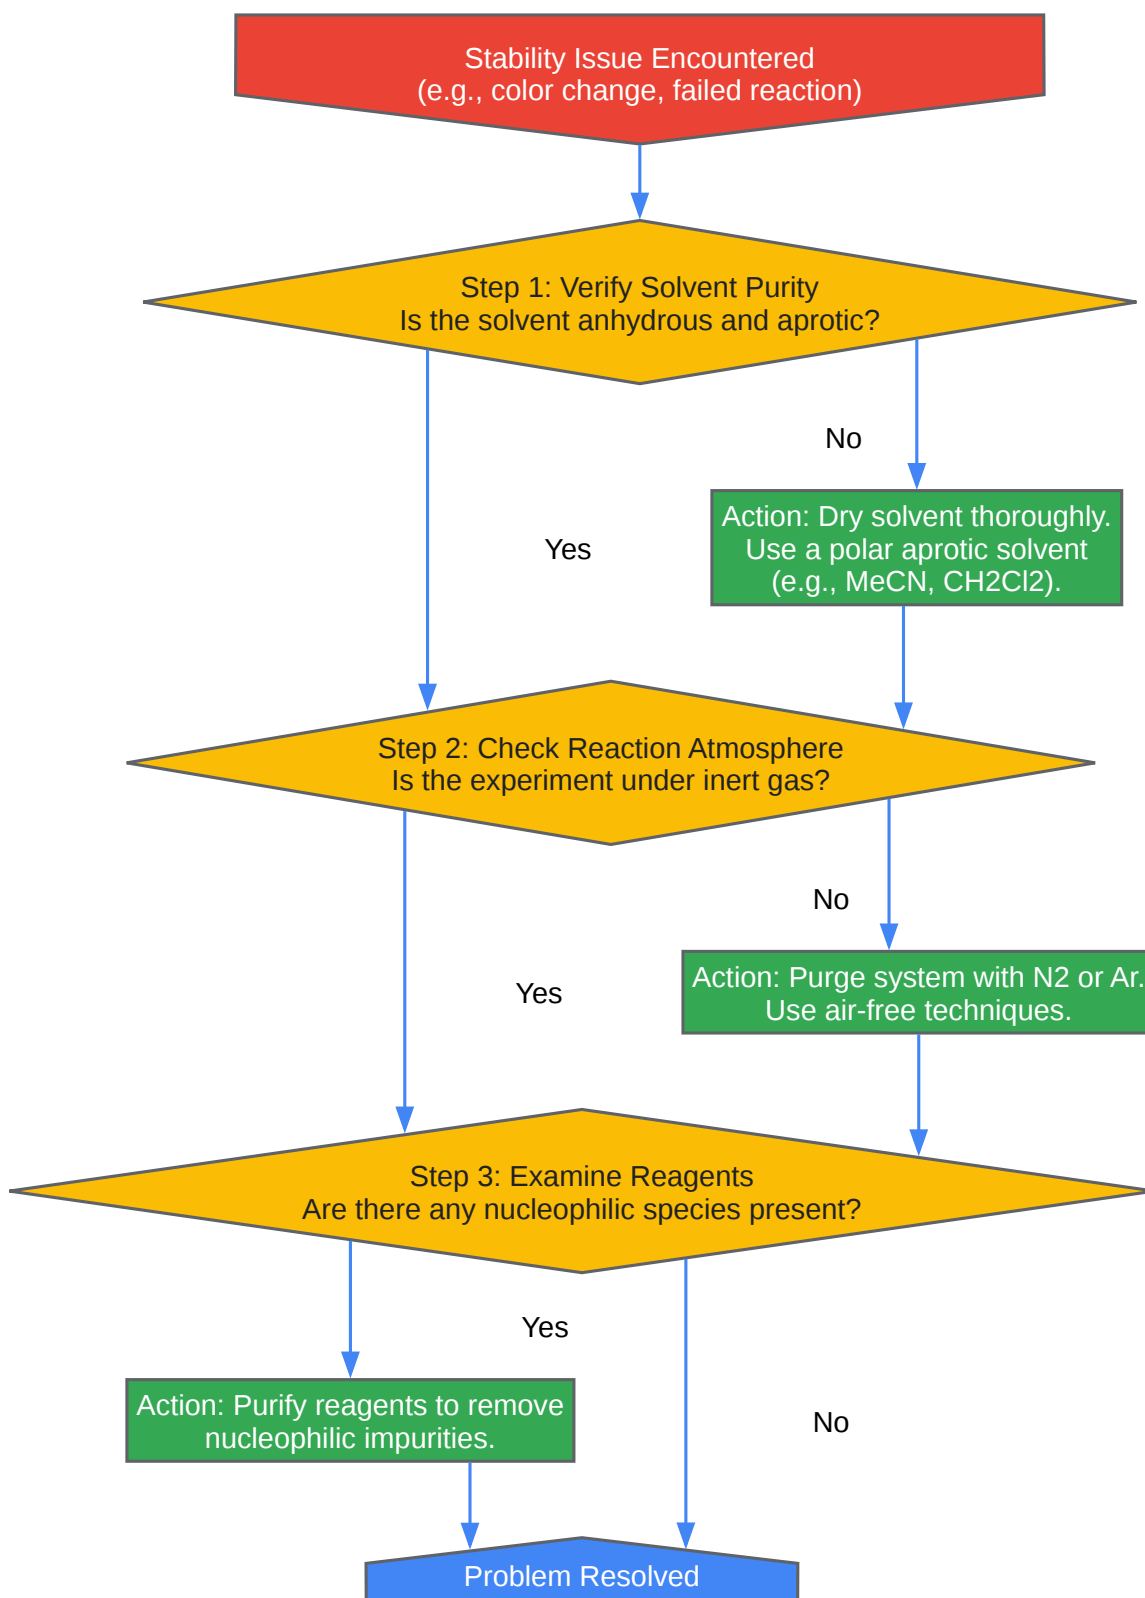 Stability Issue Encountered
(e.g., color change, failed reaction)
Step 1: Verify Solvent Purity
Is the solvent anhydrous and aprotic?
No
Action: Dry solvent thoroughly.
Use a polar aprotic solvent
(e.g., MeCN, CH2Cl2).
Yes
Step 2: Check Reaction Atmosphere
Is the experiment under inert gas?
No
Action: Purge system with N2 or Ar.
Use air-free techniques.
Yes
Step 3: Examine Reagents
Are there any nucleophilic species present?
Yes
Action: Purify reagents to remove
nucleophilic impurities.
No
Problem Resolved